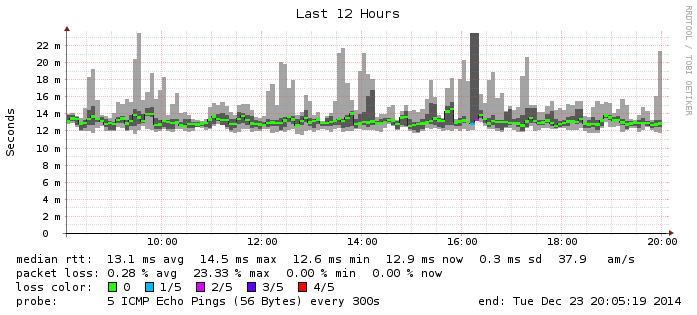 Last 12 Hours
RRDTOOL / TOBI OETIKER
Seconds
22 m
20 m
18 m
16 m
14 m
12 m
10 m
8 m
6 m
4 m
2 m
0
10:00 12:00 14:00 16:00 18:00 20:00
median rtt: 13.1 ms avg 14.5 ms max 12.6 ms min 12.9 ms now 0.3 ms sd 37.9 am/s
packet loss: 0.28 % avg 23.33 % max 0.00 % min 0.00 % now
loss color: 0 1/5 2/5 3/5 4/5
probe: 5 ICMP Echo Pings (56 Bytes) every 300s end: Tue Dec 23 20:05:19 2014